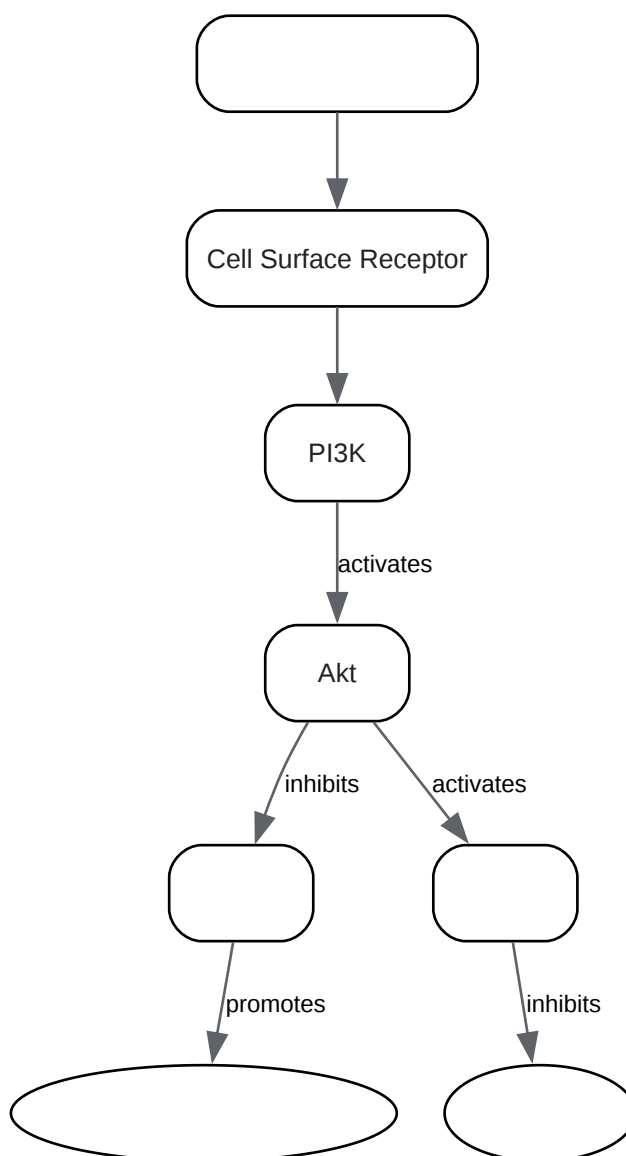 Cell Surface Receptor
PI3K
activates
Akt
inhibits
activates
promotes
inhibits